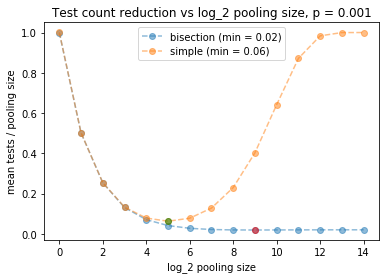 Test count reduction vs log_2 pooling size, p = 0.001
bisection (min = 0.02)
simple (min = 0.06)
mean tests / pooling size
1.0
0.8
0.6
0.4
0.2
0.0
0 2 4 6 8 10 12 14
log_2 pooling size